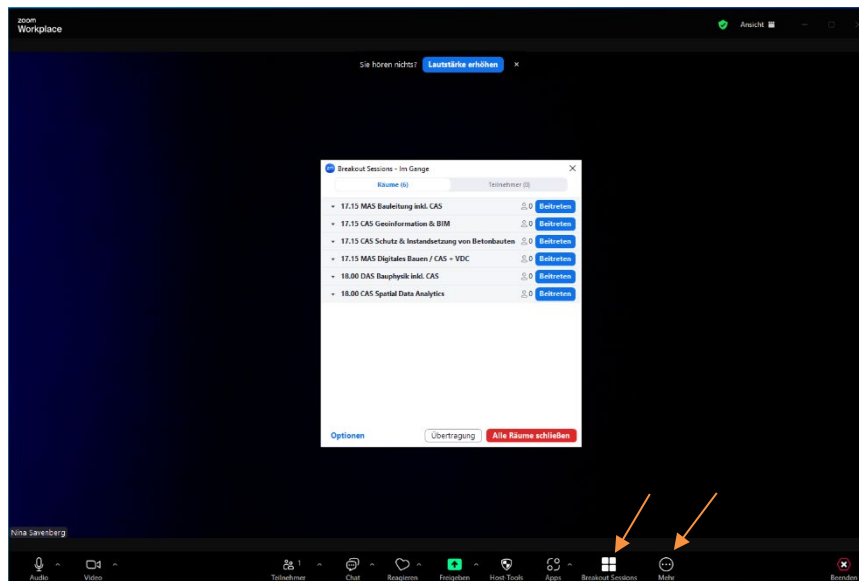 zoom
Workplace
Ansicht
Sie hören nichts? Lautstärke erhöhen ×
Breakout Sessions - Im Gange
Räume (6) Teilnehmer (0)
17.15 MAS Bauleitung inkl. CAS 0 Beitreten
17.15 CAS Geoinformation & BIM 0 Beitreten
17.15 CAS Schutz & Instandsetzung von Betonbauten 0 Beitreten
17.15 MAS Digitales Bauen / CAS + VDC 0 Beitreten
18.00 DAS Bauphysik inkl. CAS 0 Beitreten
18.00 CAS Spatial Data Analytics 0 Beitreten
Optionen Übertragung Alle Räume schließen
Nina Savenberg
1
Audio Video Teilnehmer Chat Reagieren Freigeben Host-Tools Apps Breakout Sessions Mehr Beenden